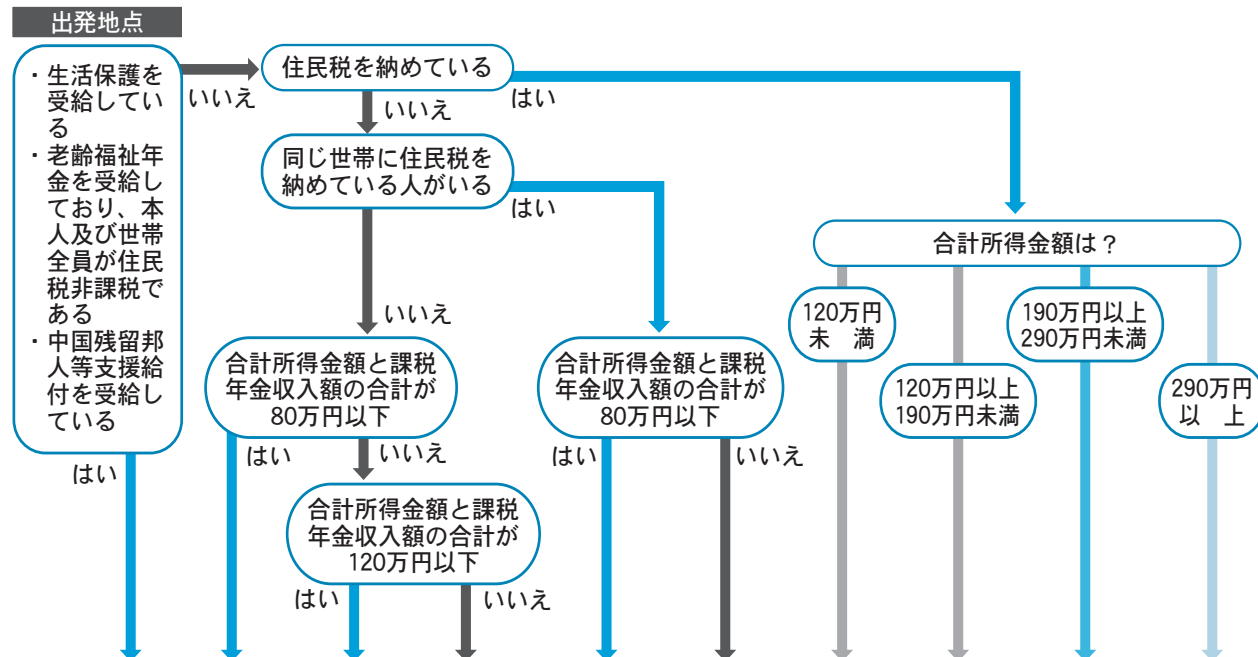 出発地点
・生活保護を
受給してい
る
・老齢福祉年
金を受給し
ており、本
人及び世帯
全員が住民
税非課税で
ある
・中国残留邦
人等支援給
付を受給し
ている
いいえ
はい
住民税を納めている
いいえ
はい
同じ世帯に住民税を
納めている人がいる
はい
いいえ
合計所得金額と課税
年金収入額の合計が
80万円以下
はい
いいえ
合計所得金額と課税
年金収入額の合計が
120万円以下
はい
いいえ
合計所得金額と課税
年金収入額の合計が
80万円以下
はい
いいえ
合計所得金額は？
120万円
未　満
120万円以上
190万円未満
190万円以上
290万円未満
290万円
以　上